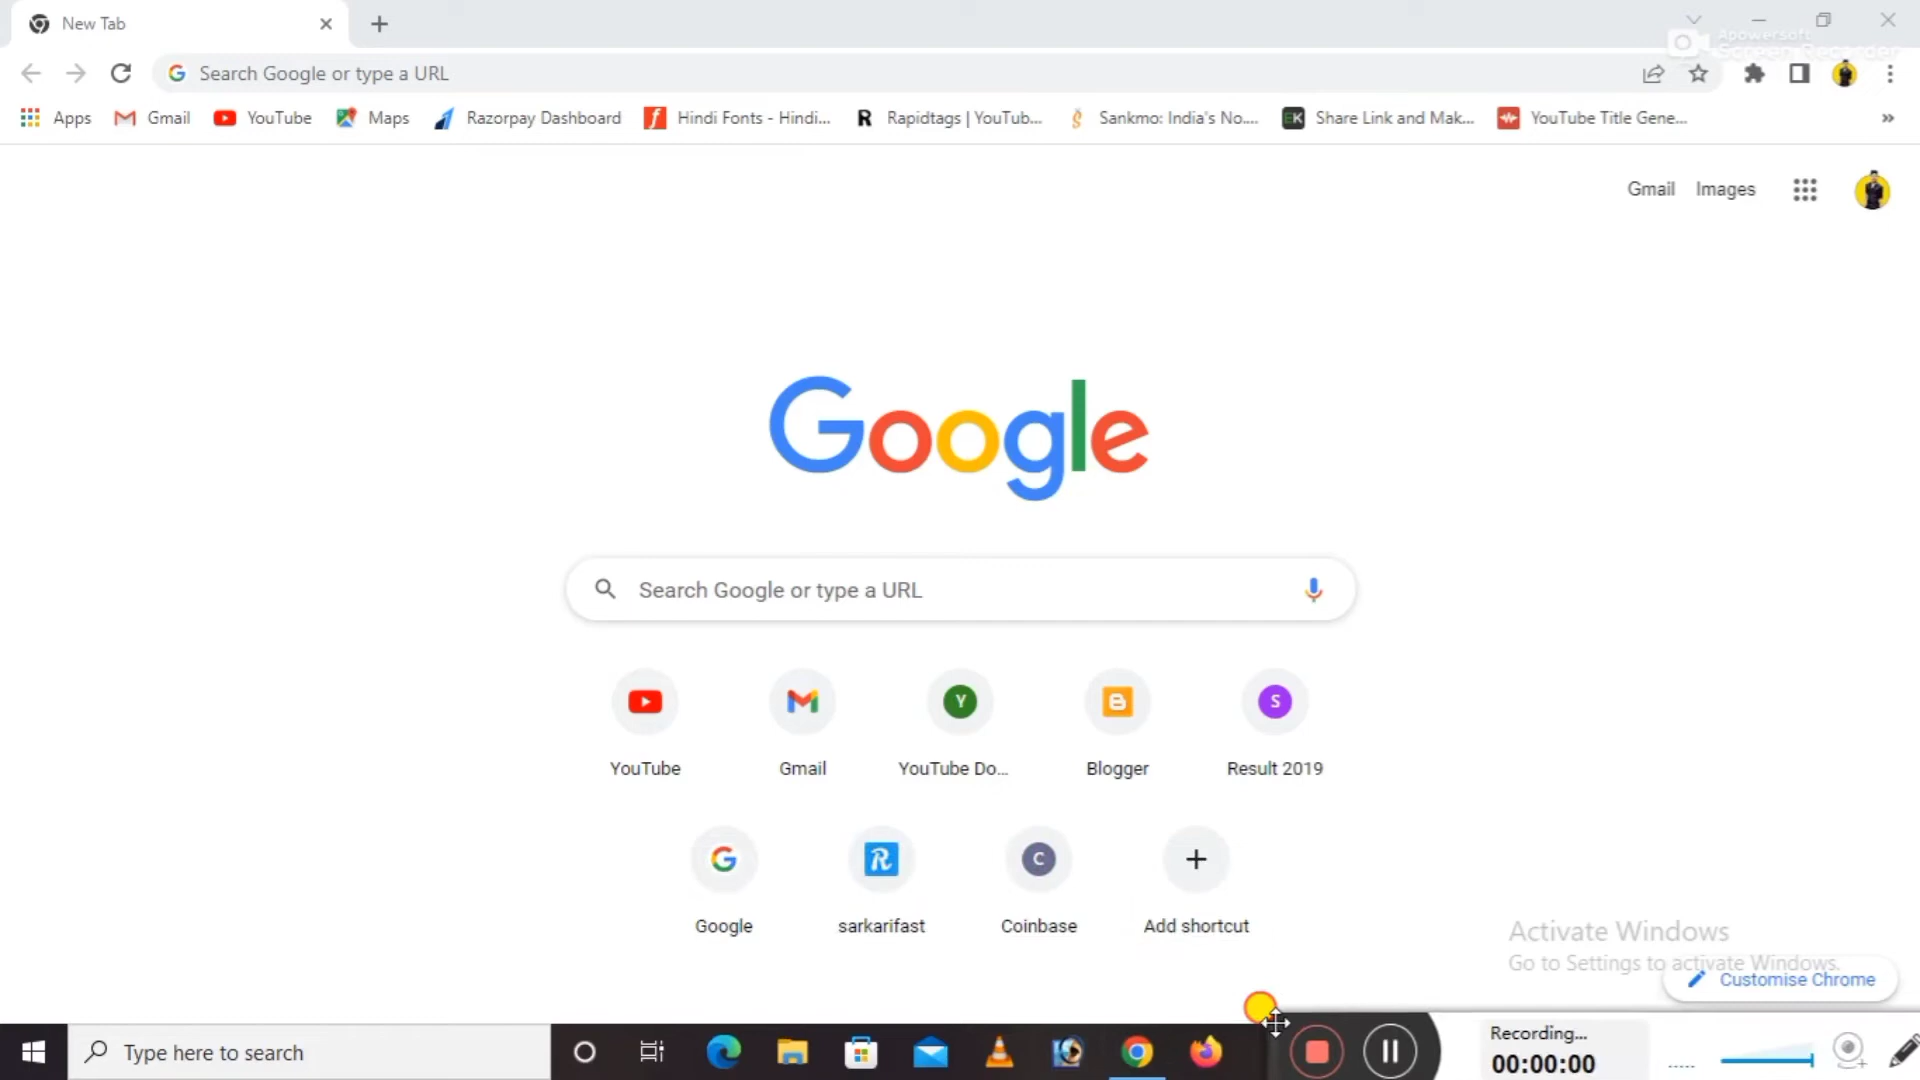 New Tab
Apowersoft
Screen Recorder
Search Google or type a URL
Apps Gmail YouTube Maps Razorpay Dashboard Hindi Fonts - Hindi... Rapidtags | YouTub... Sankmo: India's No.... Share Link and Mak... YouTube Title Gene...
Gmail Images
Google
Search Google or type a URL
YouTube Gmail YouTube Do... Blogger Result 2019
Google sarkarifast Coinbase Add shortcut
Activate Windows
Go to Settings to activate Windows.
Customise Chrome
Type here to search
Recording...
00:00:00